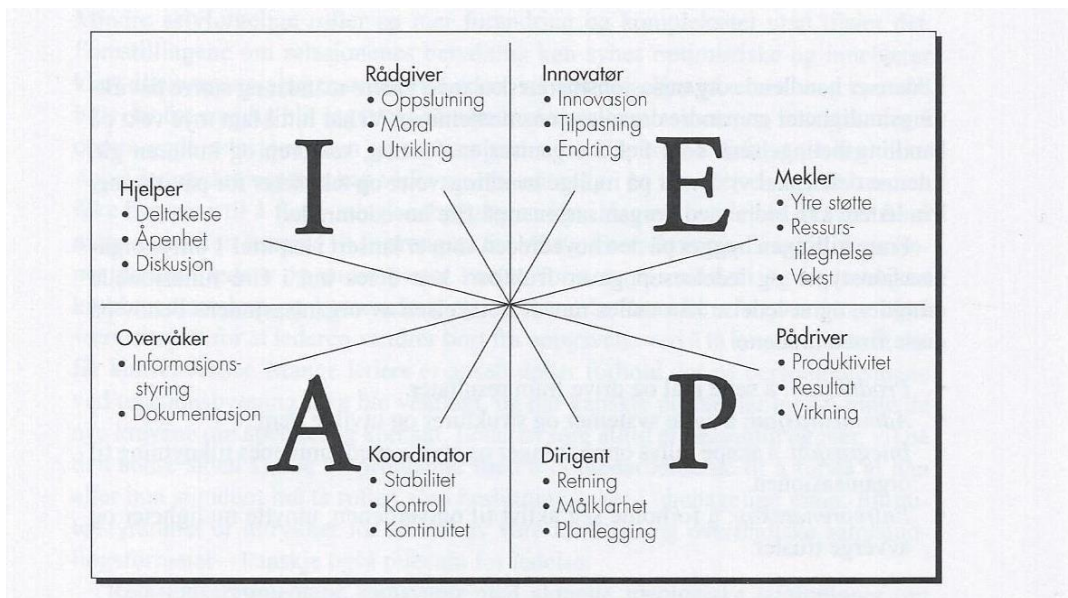 Rådgiver
• Oppslutning
• Moral
• Utvikling
Innovatør
• Innovasjon
• Tilpasning
• Endring
I
E
Hjelper
• Deltakelse
• Åpenhet
• Diskusjon
Mekler
• Ytre støtte
• Ressurs-
tilegnelse
• Vekst
Overvåker
• Informasjons-
styring
• Dokumentasjon
Pådriver
• Produktivitet
• Resultat
• Virkning
A
P
Koordinator
• Stabilitet
• Kontroll
• Kontinuitet
Dirigent
• Retning
• Målklarhet
• Planlegging